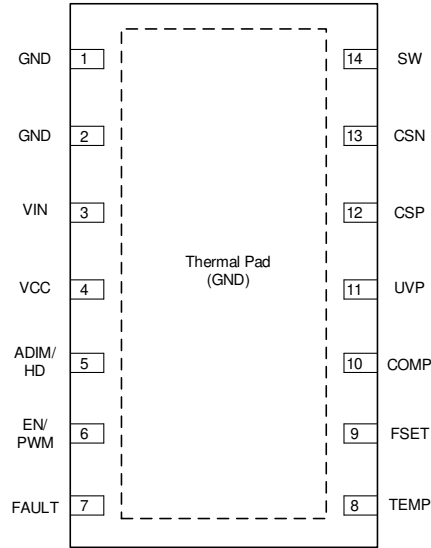 GND 1
GND 2
VIN 3
VCC 4
ADIM/
HD 5
EN/
PWM 6
FAULT 7
Thermal Pad
(GND)
14 SW
13 CSN
12 CSP
11 UVP
10 COMP
9 FSET
8 TEMP